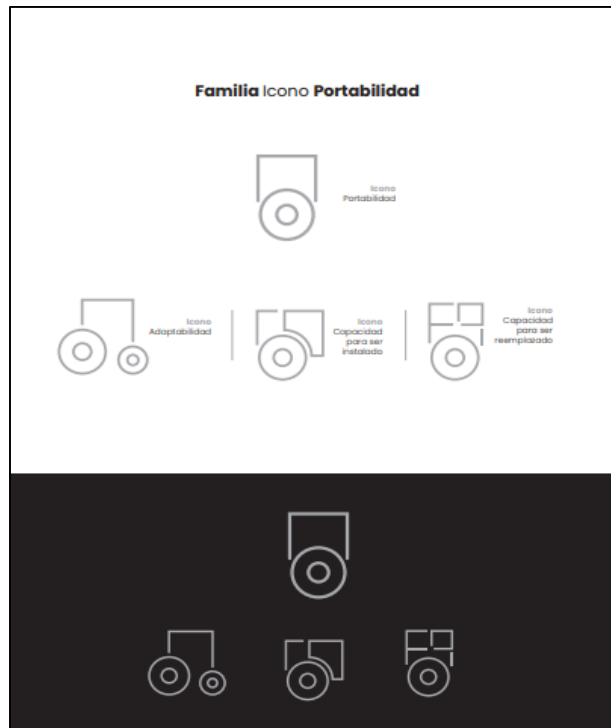 Familia Icono Portabilidad
Icono
Portabilidad
Icono
Adaptabilidad
Icono
Capacidad
para ser
instalado
Icono
Capacidad
para ser
reemplazado